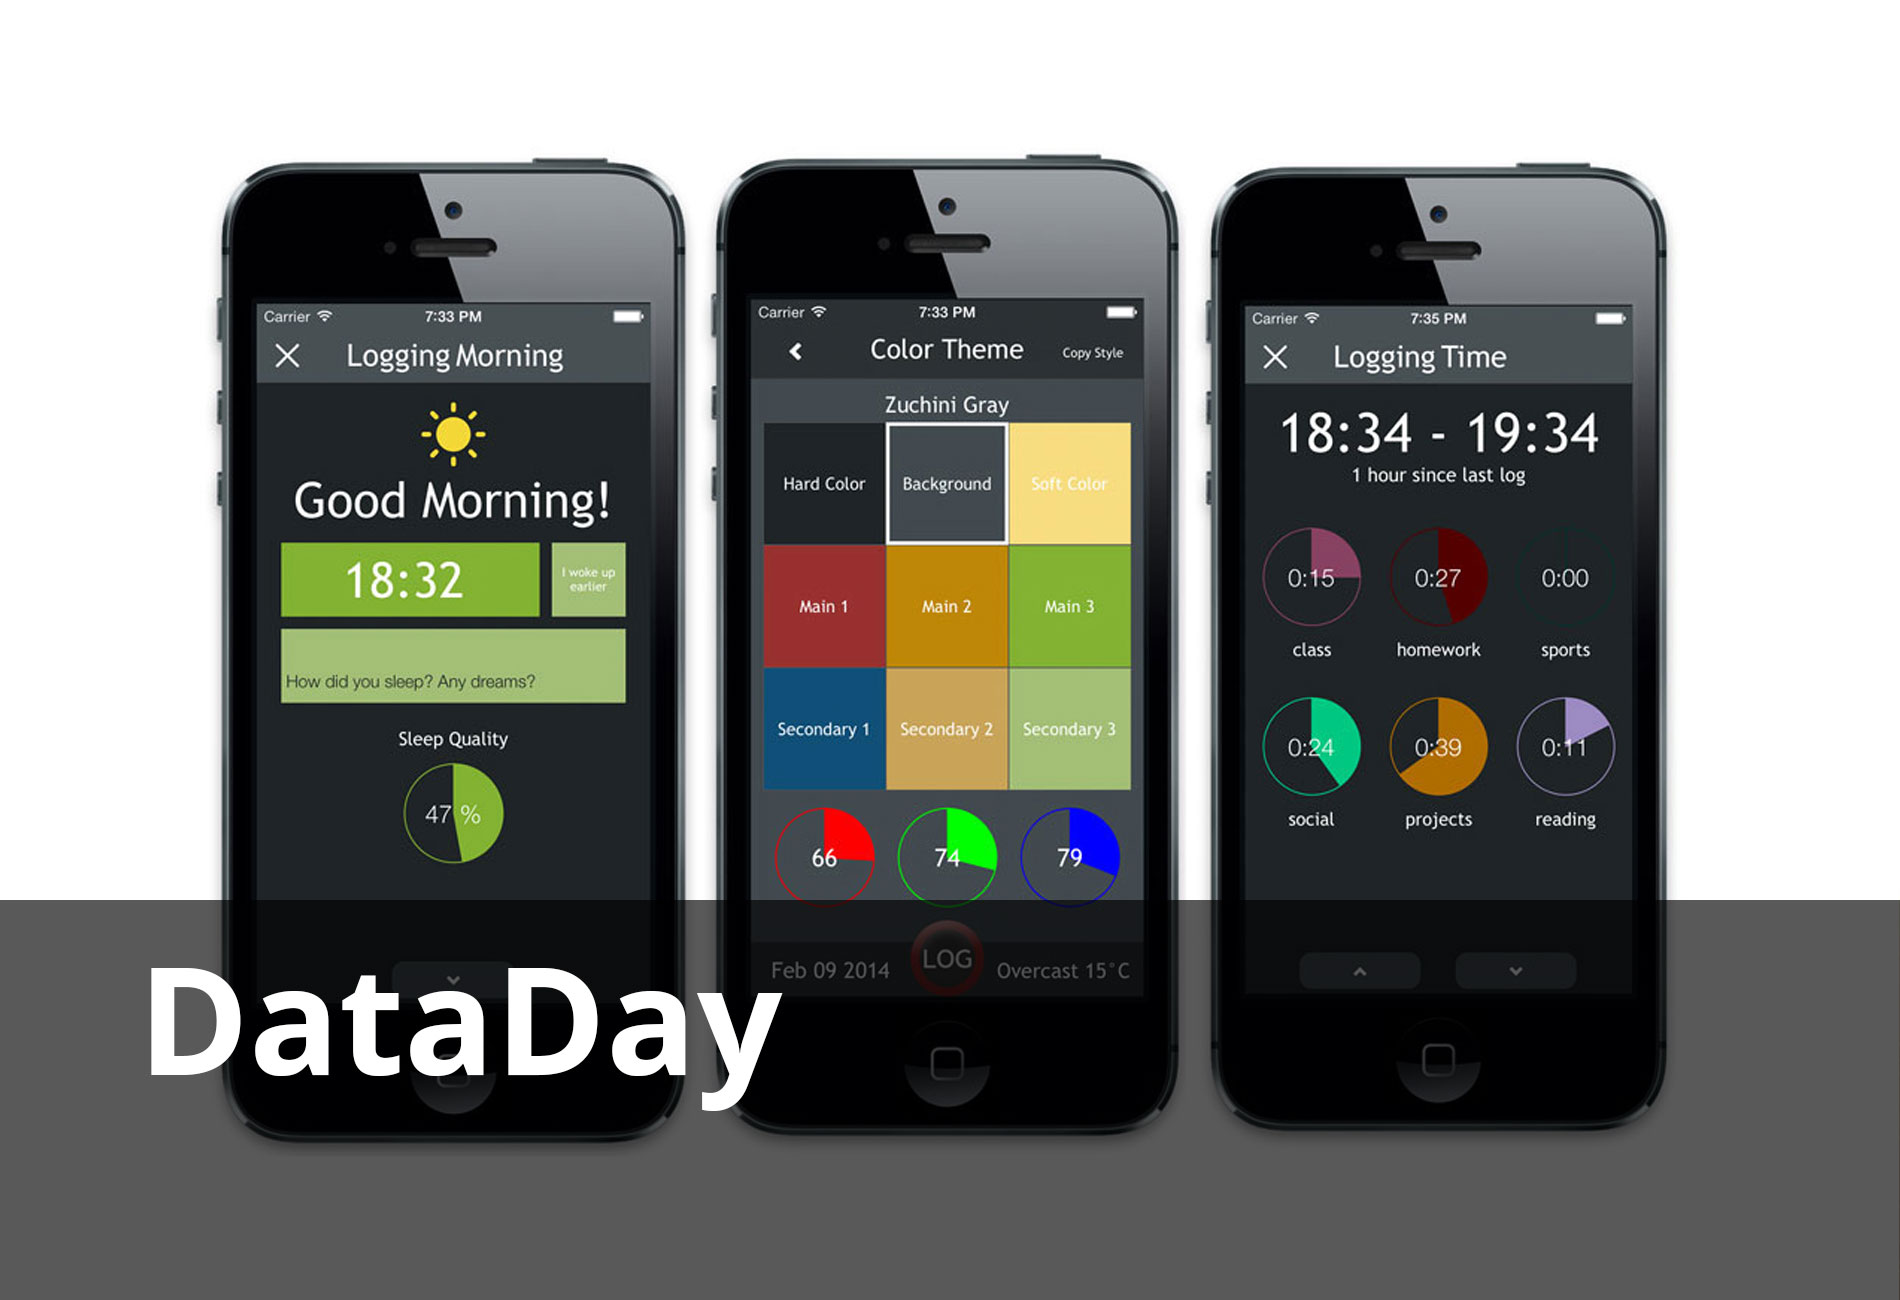 Carrier 7:33 PM
Logging Morning
Good Morning!
18:32
I woke up
earlier
How did you sleep? Any dreams?
Sleep Quality
47 %
Carrier 7:33 PM
Color Theme Copy Style
Zuchini Gray
Hard Color Background Soft Color
Main 1 Main 2 Main 3
Secondary 1 Secondary 2 Secondary 3
66 74 79
Feb 09 2014 LOG Overcast 15°C
Carrier 7:35 PM
Logging Time
18:34 - 19:34
1 hour since last log
0:15 0:27 0:00
class homework sports
0:24 0:39 0:11
social projects reading
DataDay